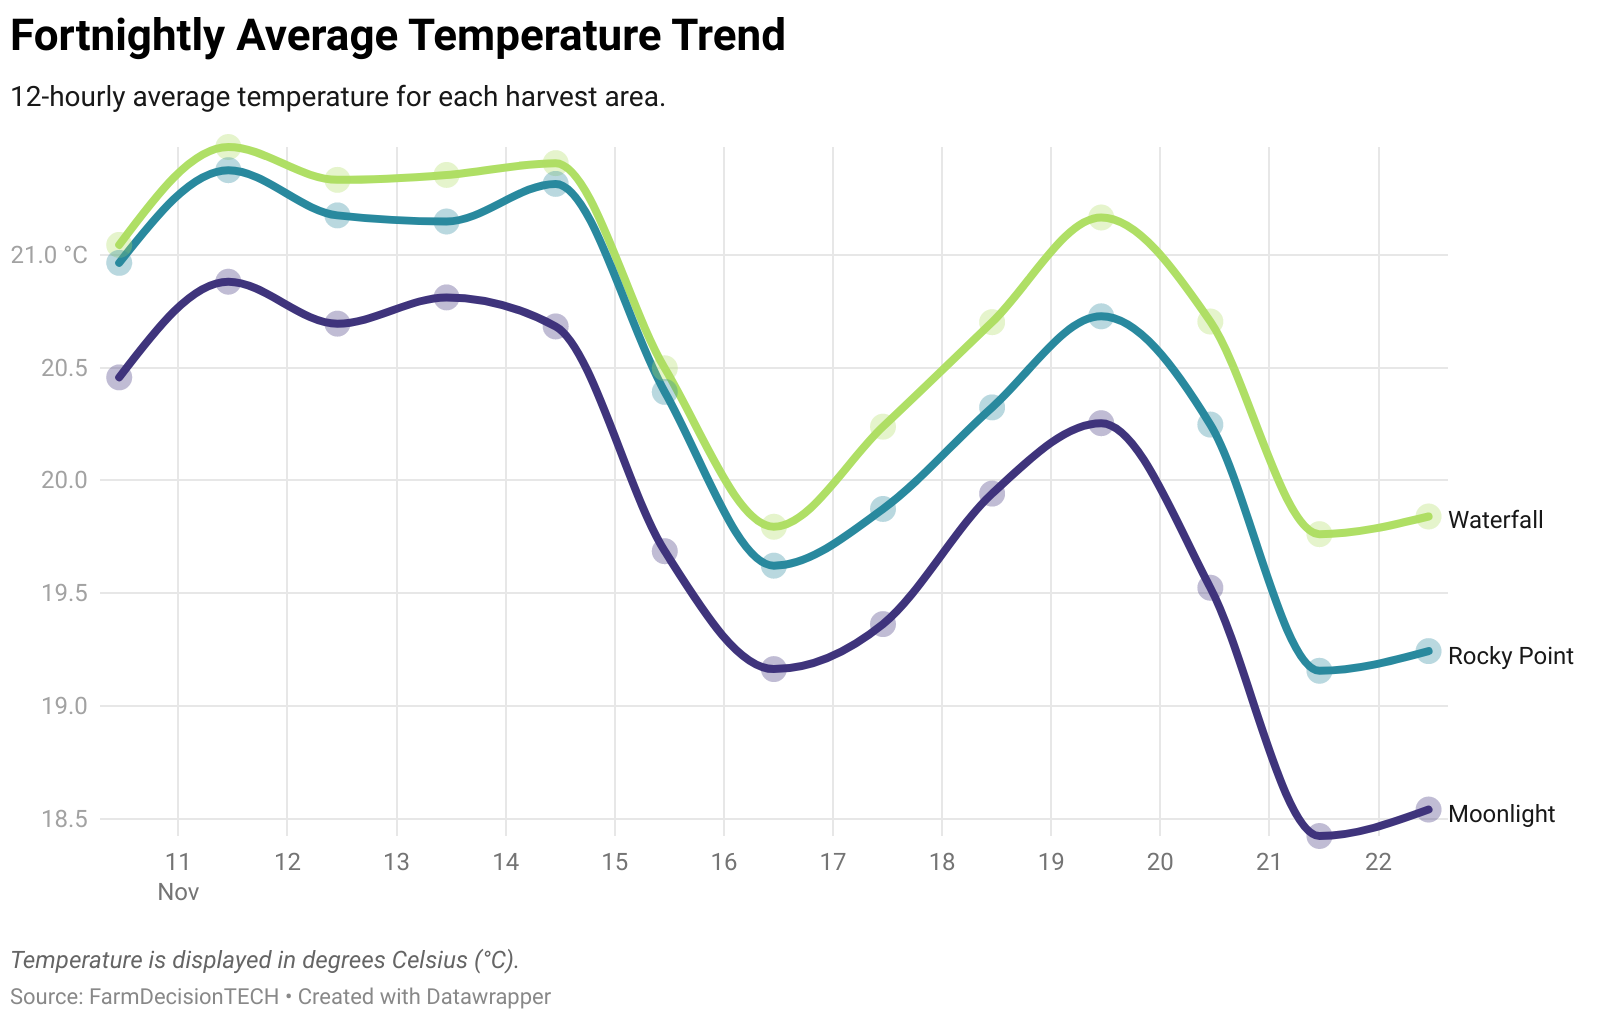 Fortnightly Average Temperature Trend
12-hourly average temperature for each harvest area.
21.0 °C
20.5
20.0
19.5
19.0
18.5
Waterfall
Rocky Point
Moonlight
11 12 13 14 15 16 17 18 19 20 21 22
Nov
Temperature is displayed in degrees Celsius (°C).
Source: FarmDecisionTECH • Created with Datawrapper